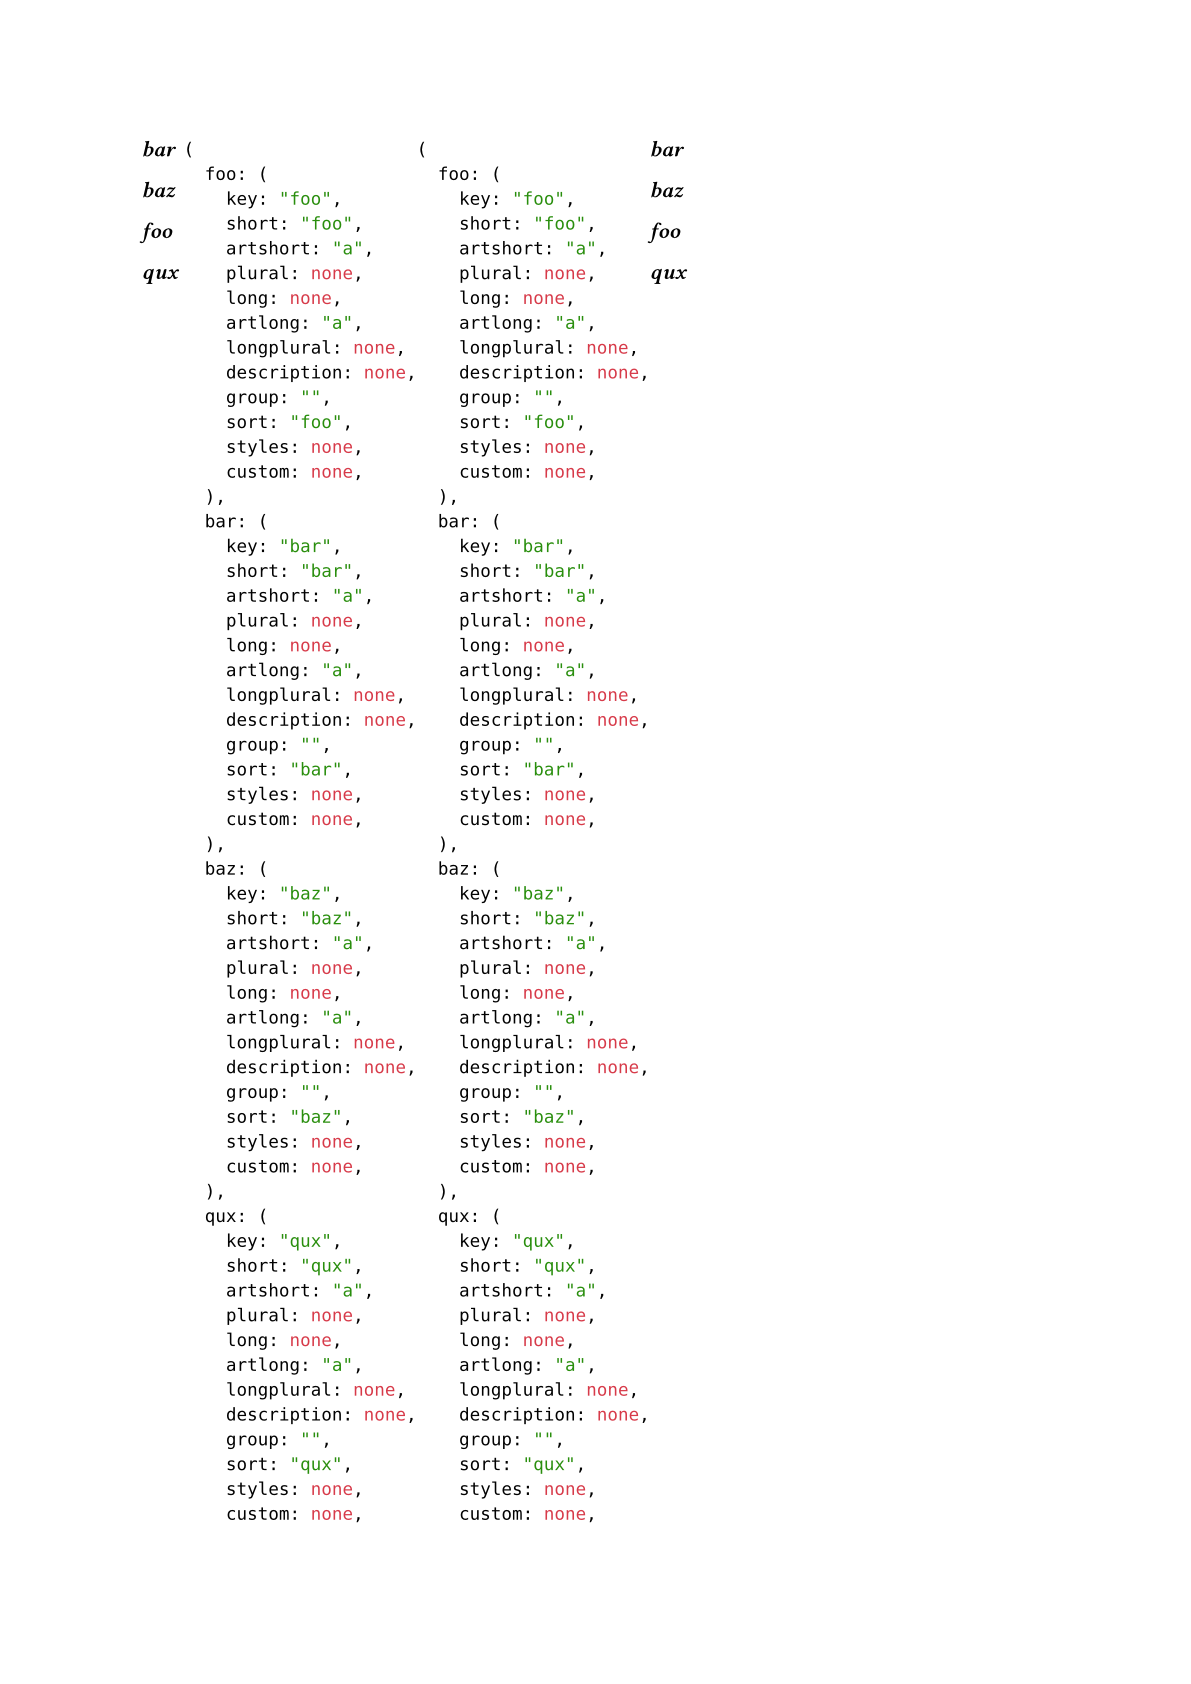 bar
baz
foo
qux
(
  foo: (
    key: "foo",
    short: "foo",
    artshort: "a",
    plural: none,
    long: none,
    artlong: "a",
    longplural: none,
    description: none,
    group: "",
    sort: "foo",
    styles: none,
    custom: none,
  ),
  bar: (
    key: "bar",
    short: "bar",
    artshort: "a",
    plural: none,
    long: none,
    artlong: "a",
    longplural: none,
    description: none,
    group: "",
    sort: "bar",
    styles: none,
    custom: none,
  ),
  baz: (
    key: "baz",
    short: "baz",
    artshort: "a",
    plural: none,
    long: none,
    artlong: "a",
    longplural: none,
    description: none,
    group: "",
    sort: "baz",
    styles: none,
    custom: none,
  ),
  qux: (
    key: "qux",
    short: "qux",
    artshort: "a",
    plural: none,
    long: none,
    artlong: "a",
    longplural: none,
    description: none,
    group: "",
    sort: "qux",
    styles: none,
    custom: none,
(
  foo: (
    key: "foo",
    short: "foo",
    artshort: "a",
    plural: none,
    long: none,
    artlong: "a",
    longplural: none,
    description: none,
    group: "",
    sort: "foo",
    styles: none,
    custom: none,
  ),
  bar: (
    key: "bar",
    short: "bar",
    artshort: "a",
    plural: none,
    long: none,
    artlong: "a",
    longplural: none,
    description: none,
    group: "",
    sort: "bar",
    styles: none,
    custom: none,
  ),
  baz: (
    key: "baz",
    short: "baz",
    artshort: "a",
    plural: none,
    long: none,
    artlong: "a",
    longplural: none,
    description: none,
    group: "",
    sort: "baz",
    styles: none,
    custom: none,
  ),
  qux: (
    key: "qux",
    short: "qux",
    artshort: "a",
    plural: none,
    long: none,
    artlong: "a",
    longplural: none,
    description: none,
    group: "",
    sort: "qux",
    styles: none,
    custom: none,
bar
baz
foo
qux